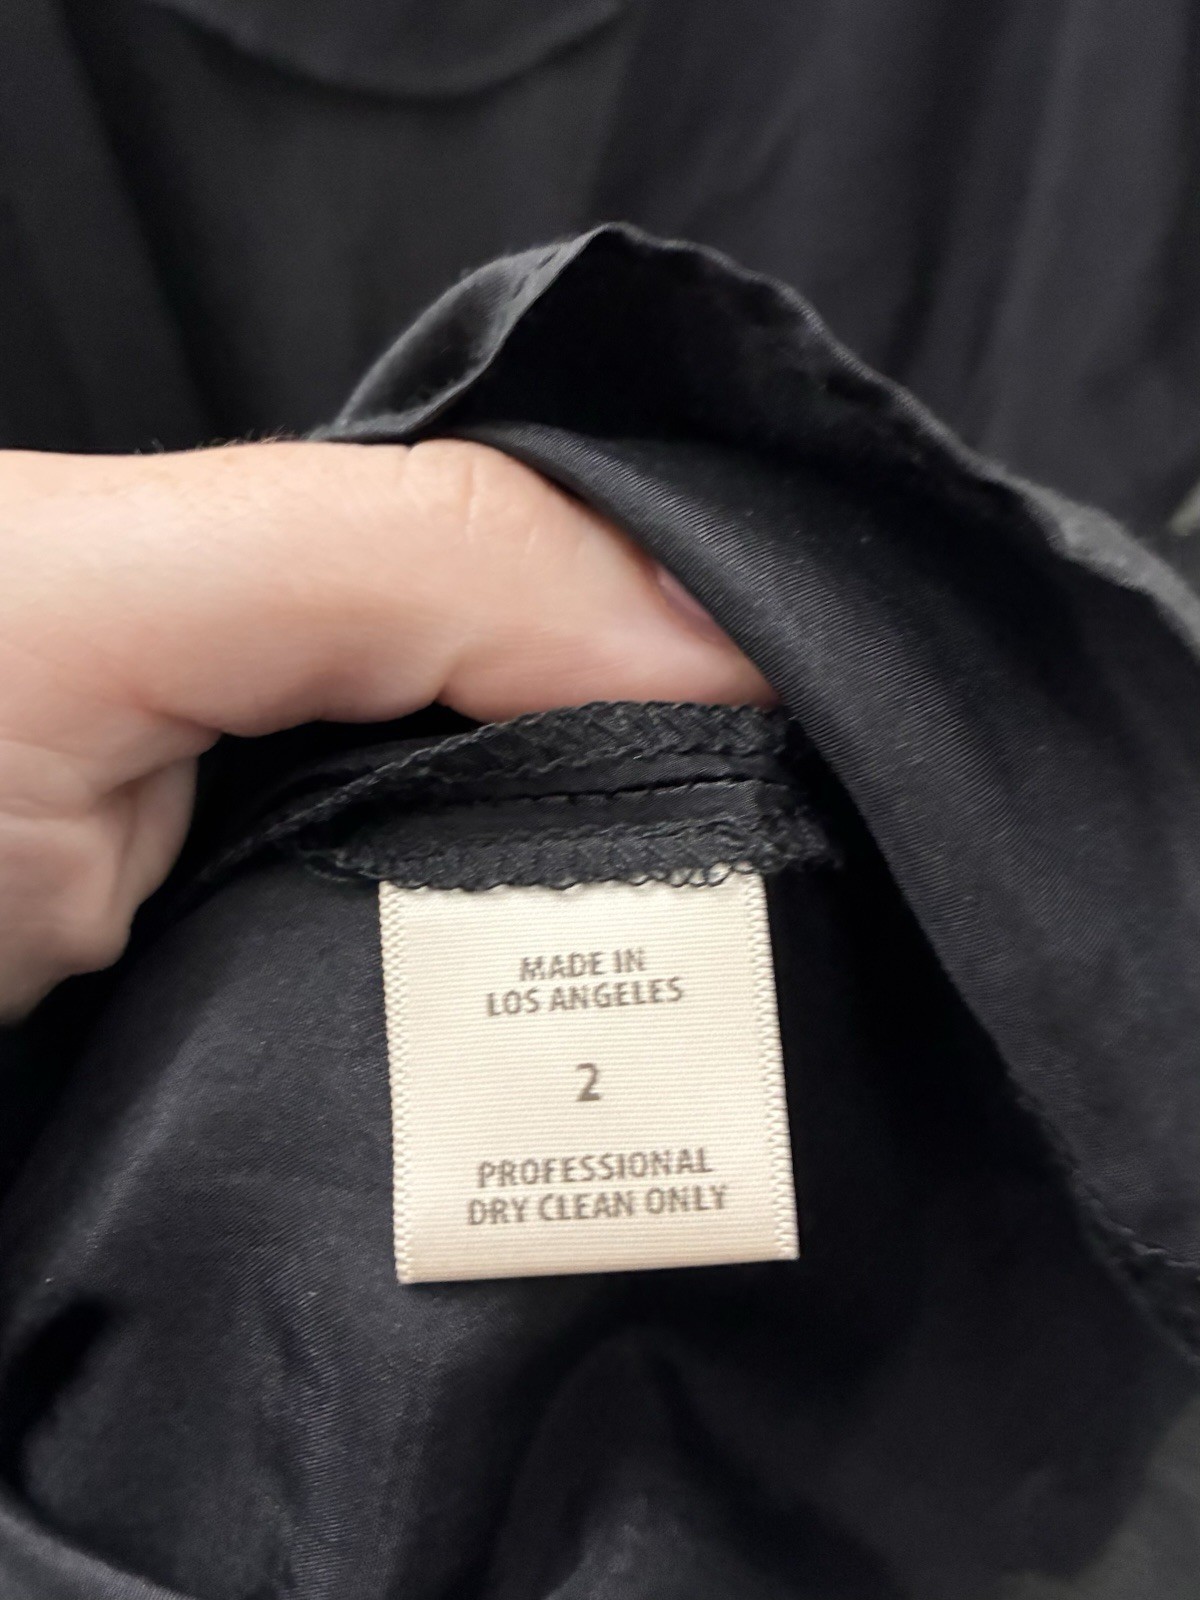 MADE IN
LOS ANGELES
2
PROFESSIONAL
DRY CLEAN ONLY